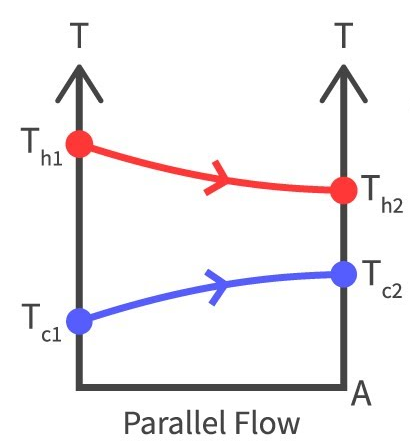 T T
Th1
Th2
Tc2
Tc1
A
Parallel Flow